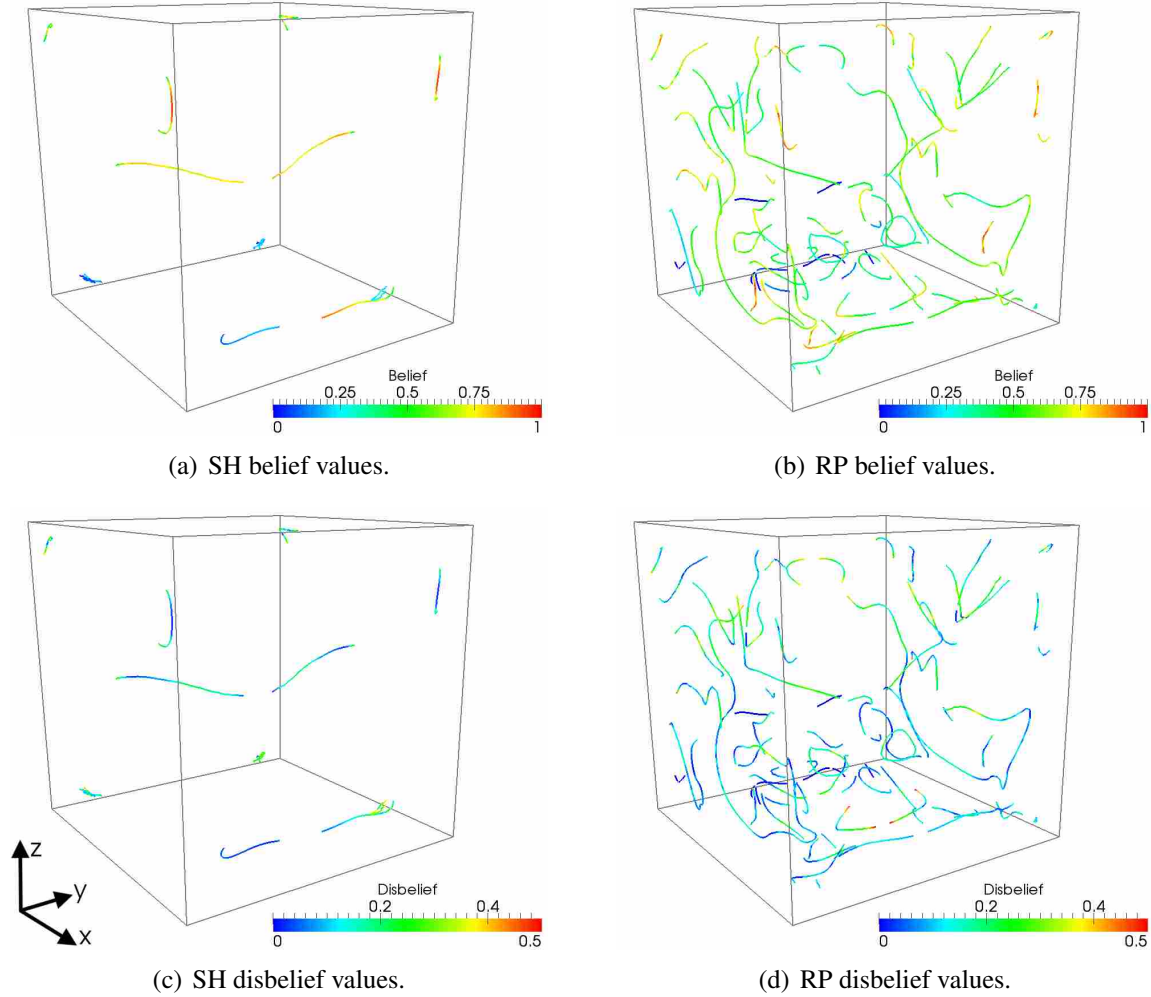 Belief
0.25 0.5 0.75
0 1
Belief
0.25 0.5 0.75
0 1
(a) SH belief values.
(b) RP belief values.
z
y
x
Disbelief
0.2 0.4
0 0.5
Disbelief
0.2 0.4
0 0.5
(c) SH disbelief values.
(d) RP disbelief values.